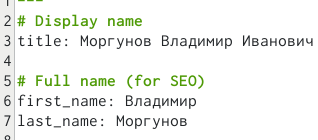 1 ---
2 # Display name
3 title: Моргунов Владимир Иванович
4
5 # Full name (for SEO)
6 first_name: Владимир
7 last_name: Моргунов